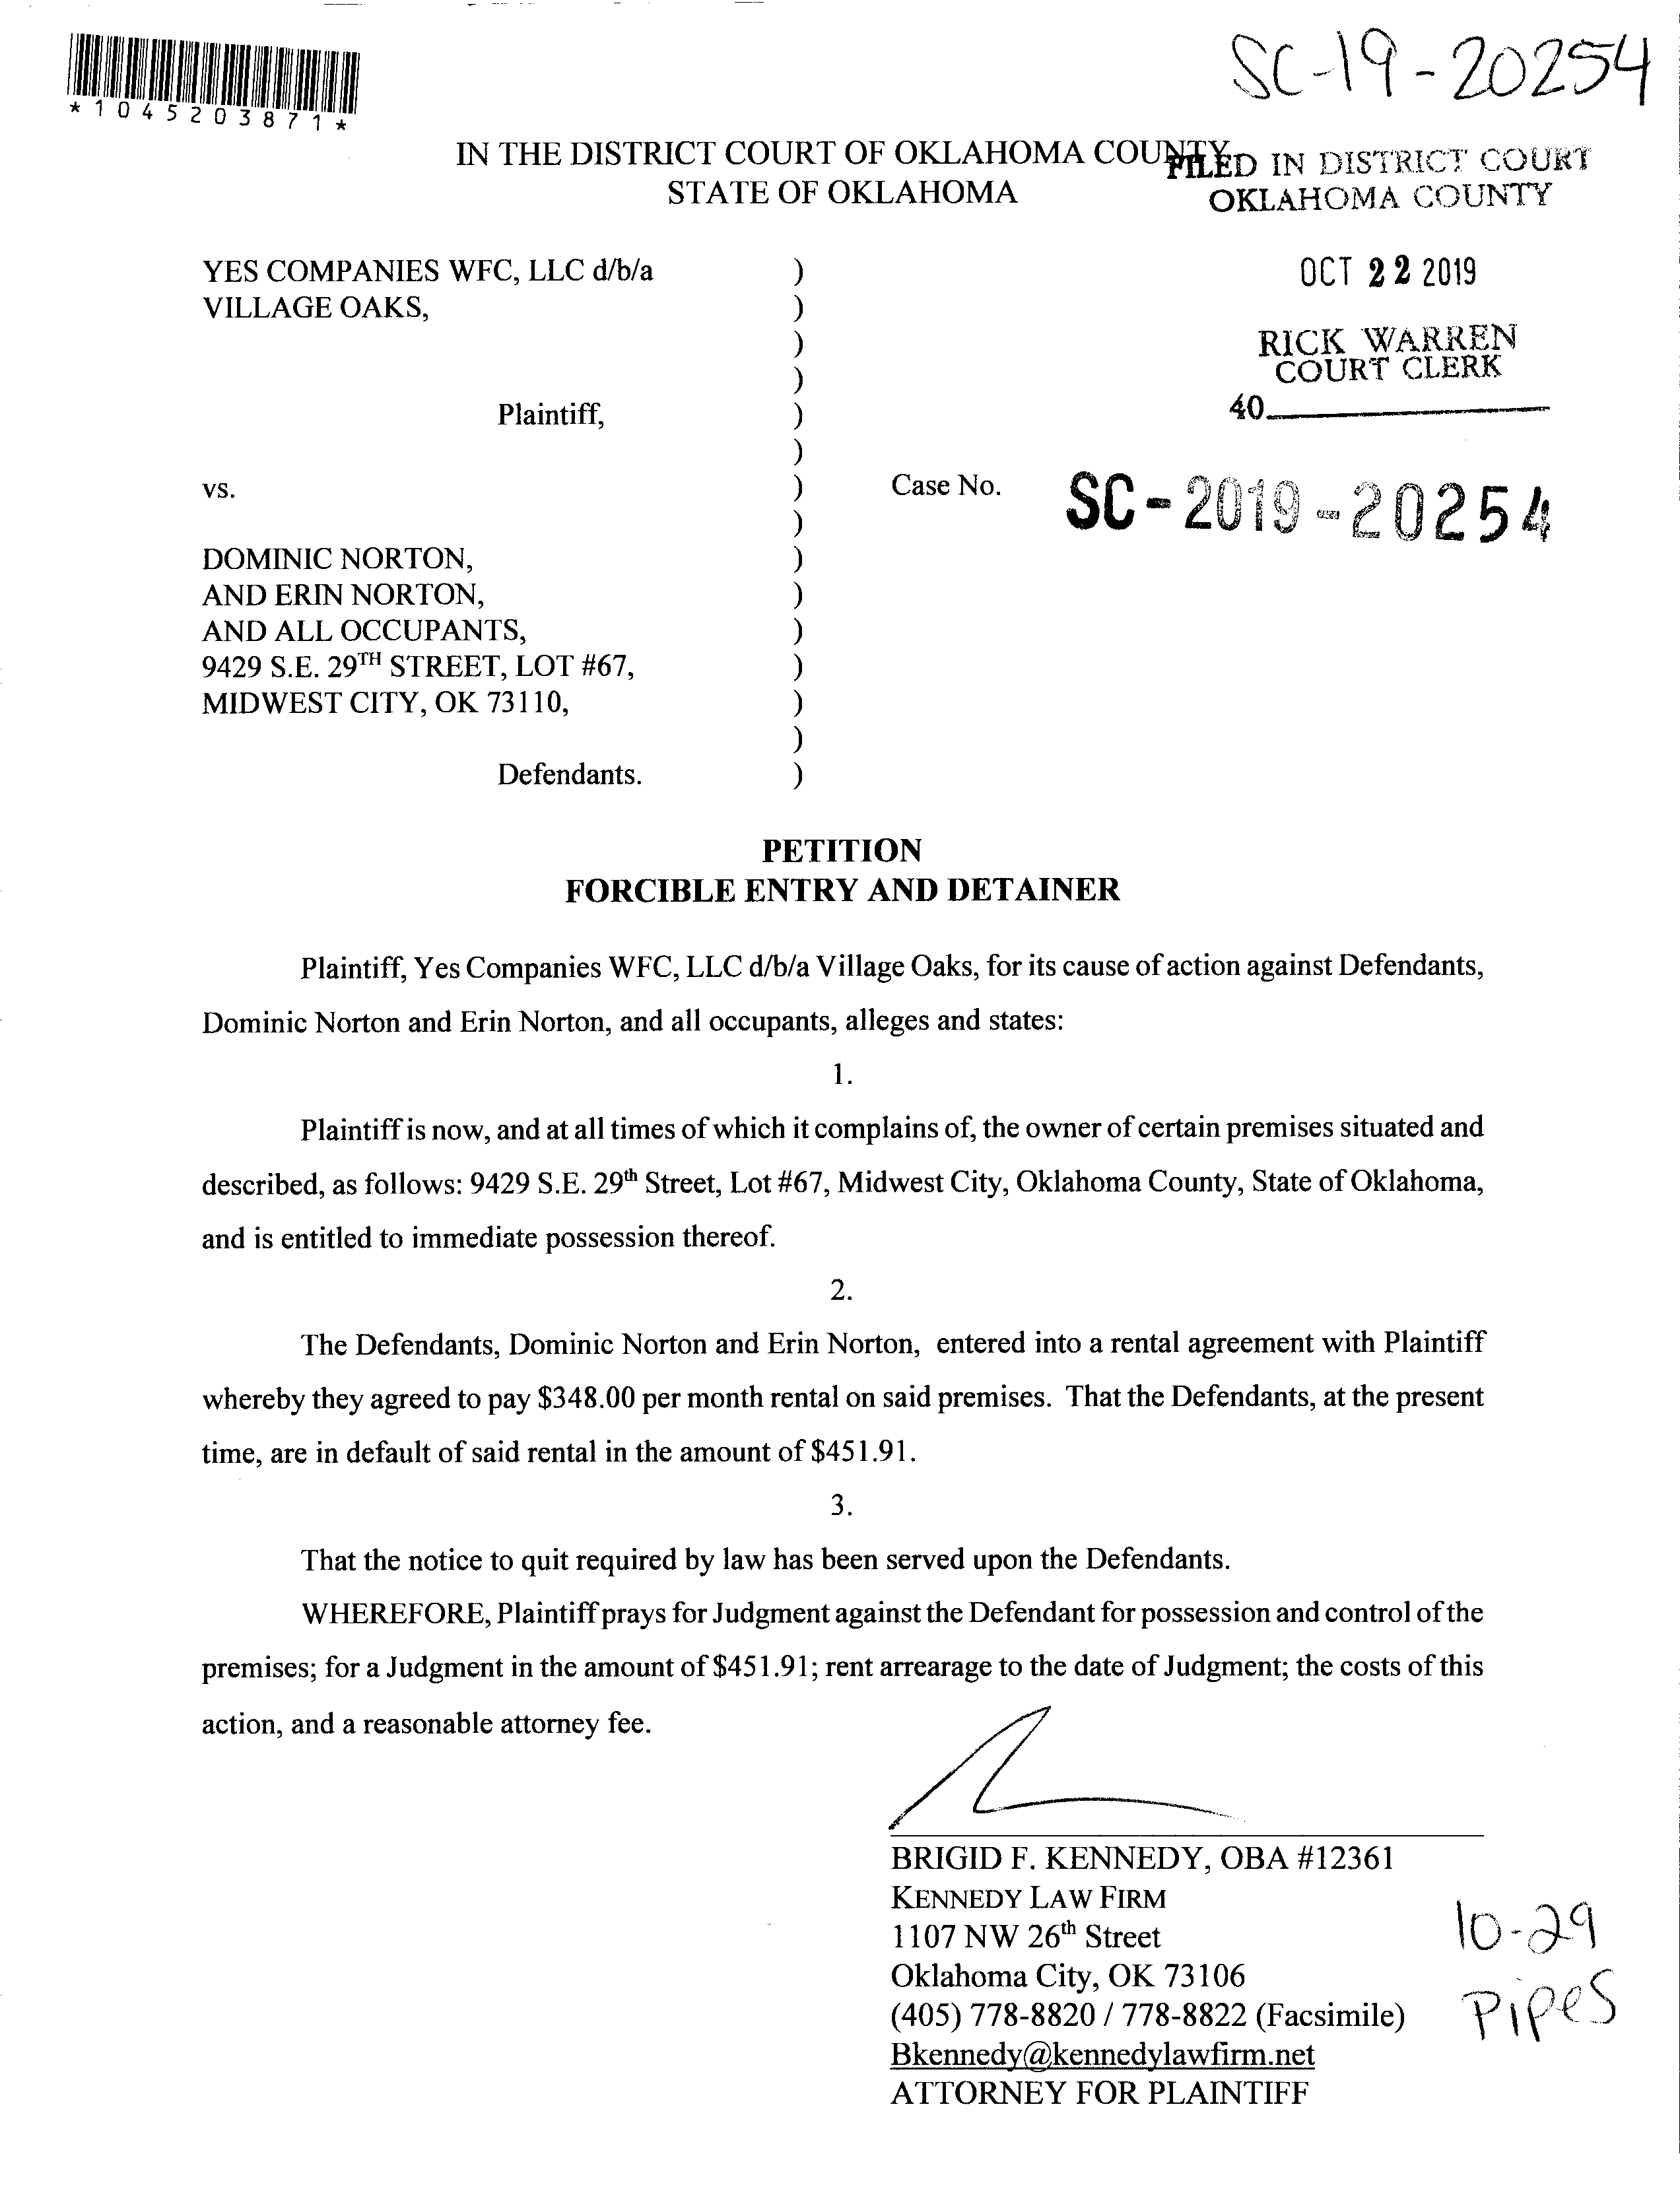 SC-19-20254
*1045203871*
IN THE DISTRICT COURT OF OKLAHOMA COUNTY
STATE OF OKLAHOMA
FILED IN DISTRICT COURT
OKLAHOMA COUNTY
OCT 22 2019
RICK WARREN
COURT CLERK
40
YES COMPANIES WFC, LLC d/b/a )
VILLAGE OAKS, )
)
)
Plaintiff, )
)
vs. ) Case No. SC-2019-20254
)
DOMINIC NORTON, )
AND ERIN NORTON, )
AND ALL OCCUPANTS, )
9429 S.E. 29TH STREET, LOT #67, )
MIDWEST CITY, OK 73110, )
)
Defendants. )
PETITION
FORCIBLE ENTRY AND DETAINER
Plaintiff, Yes Companies WFC, LLC d/b/a Village Oaks, for its cause of action against Defendants,
Dominic Norton and Erin Norton, and all occupants, alleges and states:
1.
Plaintiff is now, and at all times of which it complains of, the owner of certain premises situated and
described, as follows: 9429 S.E. 29th Street, Lot #67, Midwest City, Oklahoma County, State of Oklahoma,
and is entitled to immediate possession thereof.
2.
The Defendants, Dominic Norton and Erin Norton, entered into a rental agreement with Plaintiff
whereby they agreed to pay $348.00 per month rental on said premises. That the Defendants, at the present
time, are in default of said rental in the amount of $451.91.
3.
That the notice to quit required by law has been served upon the Defendants.
WHEREFORE, Plaintiff prays for Judgment against the Defendant for possession and control of the
premises; for a Judgment in the amount of $451.91; rent arrearage to the date of Judgment; the costs of this
action, and a reasonable attorney fee.
BRIGID F. KENNEDY, OBA #12361
KENNEDY LAW FIRM
1107 NW 26th Street
Oklahoma City, OK 73106
(405) 778-8820 / 778-8822 (Facsimile)
Bkennedy@kennedylawfirm.net
ATTORNEY FOR PLAINTIFF
10-29
Pipes